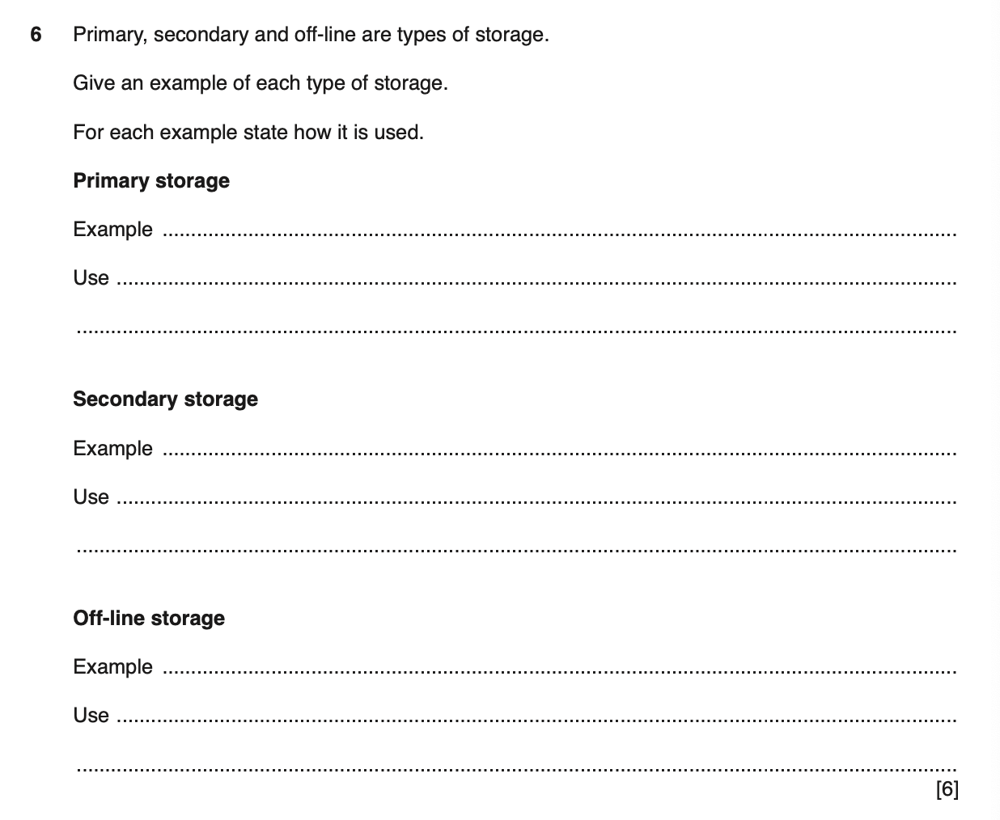 6 Primary, secondary and off-line are types of storage.
Give an example of each type of storage.
For each example state how it is used.
Primary storage
Example ................................................................
Use ................................................................
................................................................
Secondary storage
Example ................................................................
Use ................................................................
................................................................
Off-line storage
Example ................................................................
Use ................................................................
................................................................
[6]